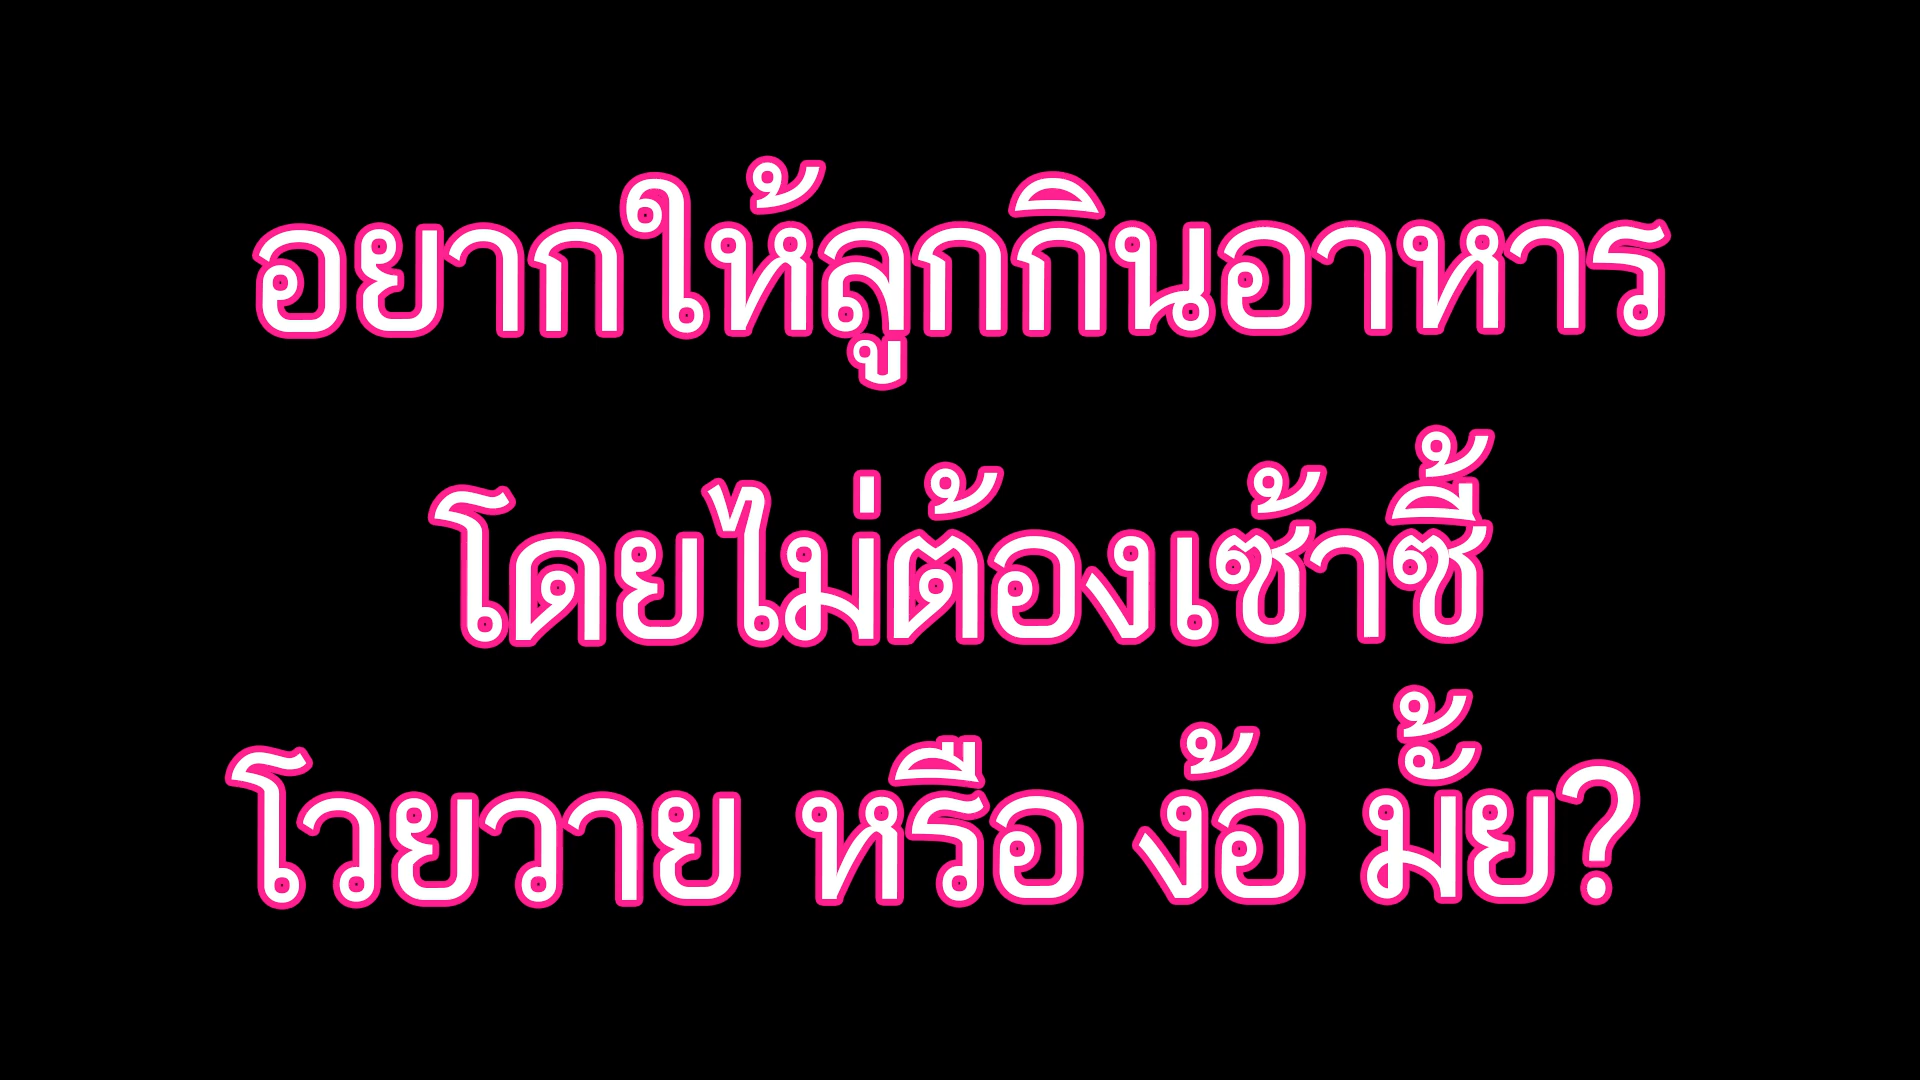 อยากให้ลูกกินอาหาร
โดยไม่ต้องเซ้าซี้
โวยวาย หรือ ง้อ มั้ย?